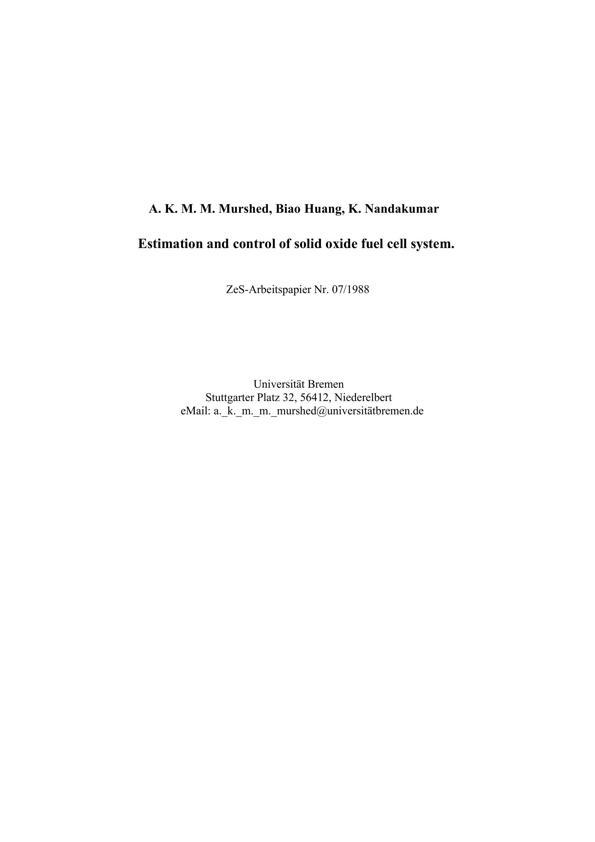 A. K. M. M. Murshed, Biao Huang, K. Nandakumar
Estimation and control of solid oxide fuel cell system.
ZeS-Arbeitspapier Nr. 07/1988
Universität Bremen
Stuttgarter Platz 32, 56412, Niederelbert
eMail: a._k._m._m._murshed@universitätbremen.de